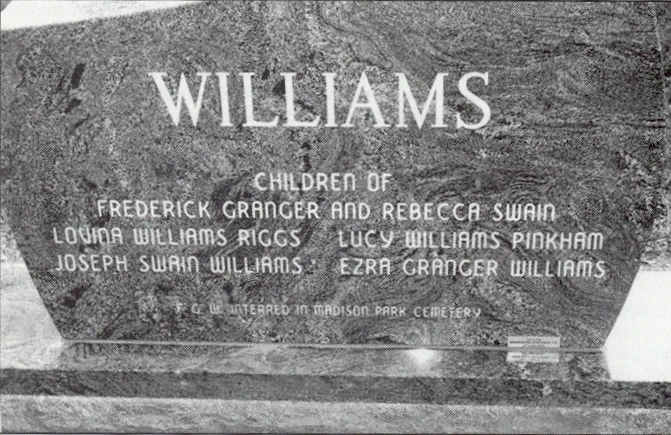 WILLIAMS
CHILDREN OF
FREDERICK GRANGER AND REBECCA SWAIN
LOVINA WILLIAMS RIGGS LUCY WILLIAMS PINKHAM
JOSEPH SWAIN WILLIAMS EZRA GRANGER WILLIAMS
F. G. W. INTERRED IN MADISON PARK CEMETERY